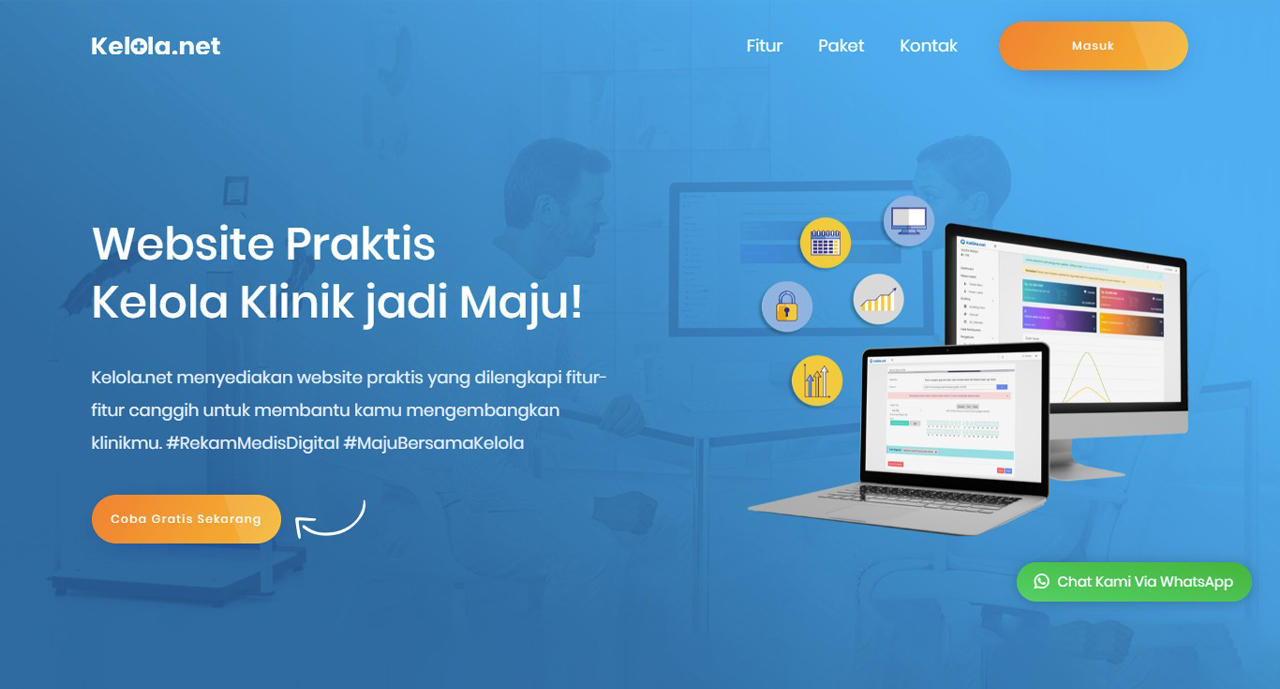 Kelola.net
Fitur
Paket
Kontak
Masuk
Website Praktis
Kelola Klinik jadi Maju!
Kelola.net menyediakan website praktis yang dilengkapi fitur-
fitur canggih untuk membantu kamu mengembangkan
klinikmu. #RekamMedisDigital #MajuBersamaKelola
Coba Gratis Sekarang
Chat Kami Via WhatsApp